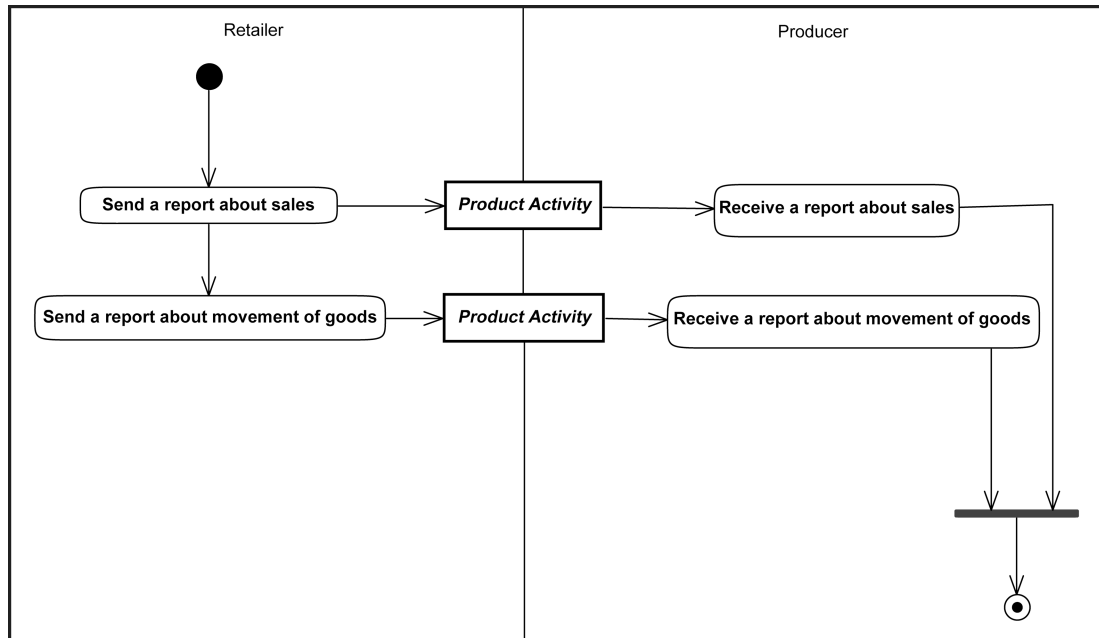 Retailer
Producer
Send a report about sales
Product Activity
Receive a report about sales
Send a report about movement of goods
Product Activity
Receive a report about movement of goods